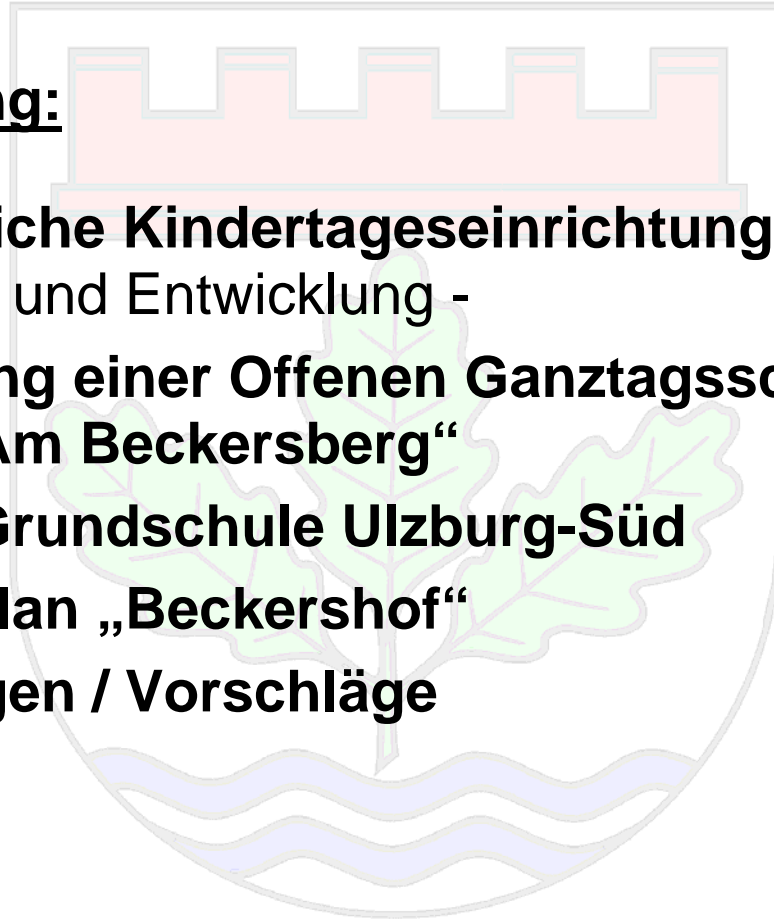 ng:
iche Kindertageseinrichtung
und Entwicklung -
ng einer Offenen Ganztagssc
Am Beckersberg“
Grundschule Ulzburg-Süd
lan „Beckershof“
gen / Vorschläge